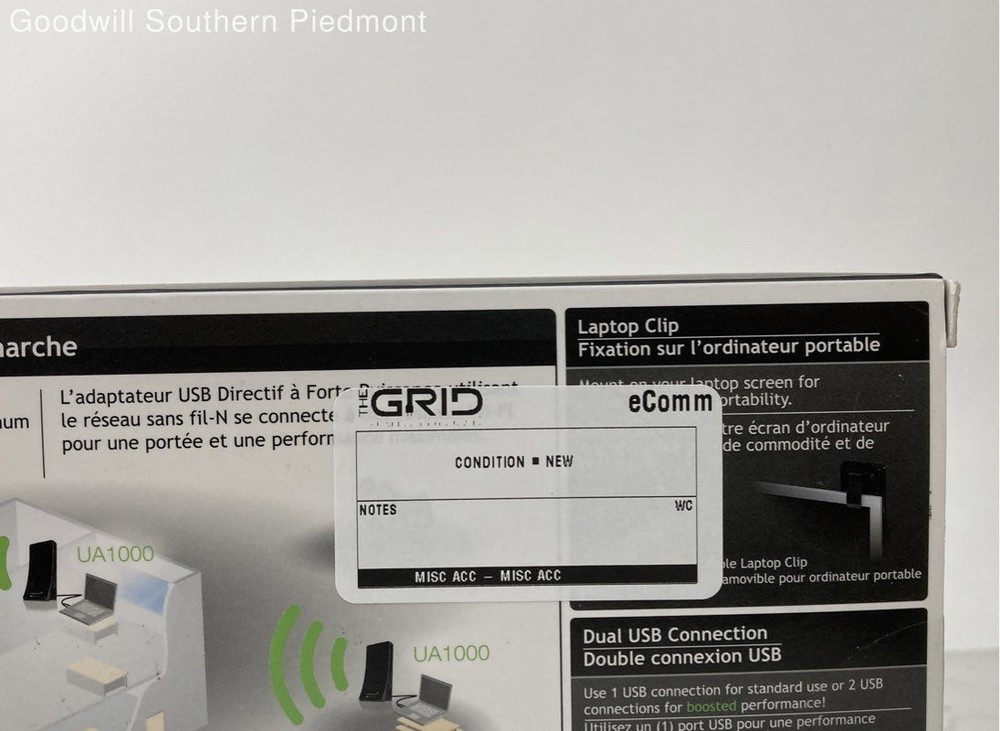 Goodwill Southern Piedmont
arche
L'adaptateur USB Directif à Forte Puissance utilisant
le réseau sans fil-N se connecte
pour une portée et une perform
UA1000
UA1000
THE GRID
eComm
CONDITION ▪ NEW
NOTES
WC
MISC ACC – MISC ACC
Laptop Clip
Fixation sur l'ordinateur portable
Mount on your laptop screen for
ortability.
tre écran d'ordinateur
de commodité et de
ble Laptop Clip
amovible pour ordinateur portable
Dual USB Connection
Double connexion USB
Use 1 USB connection for standard use or 2 USB
connections for boosted performance!
Utilisez un (1) port USB pour une performance